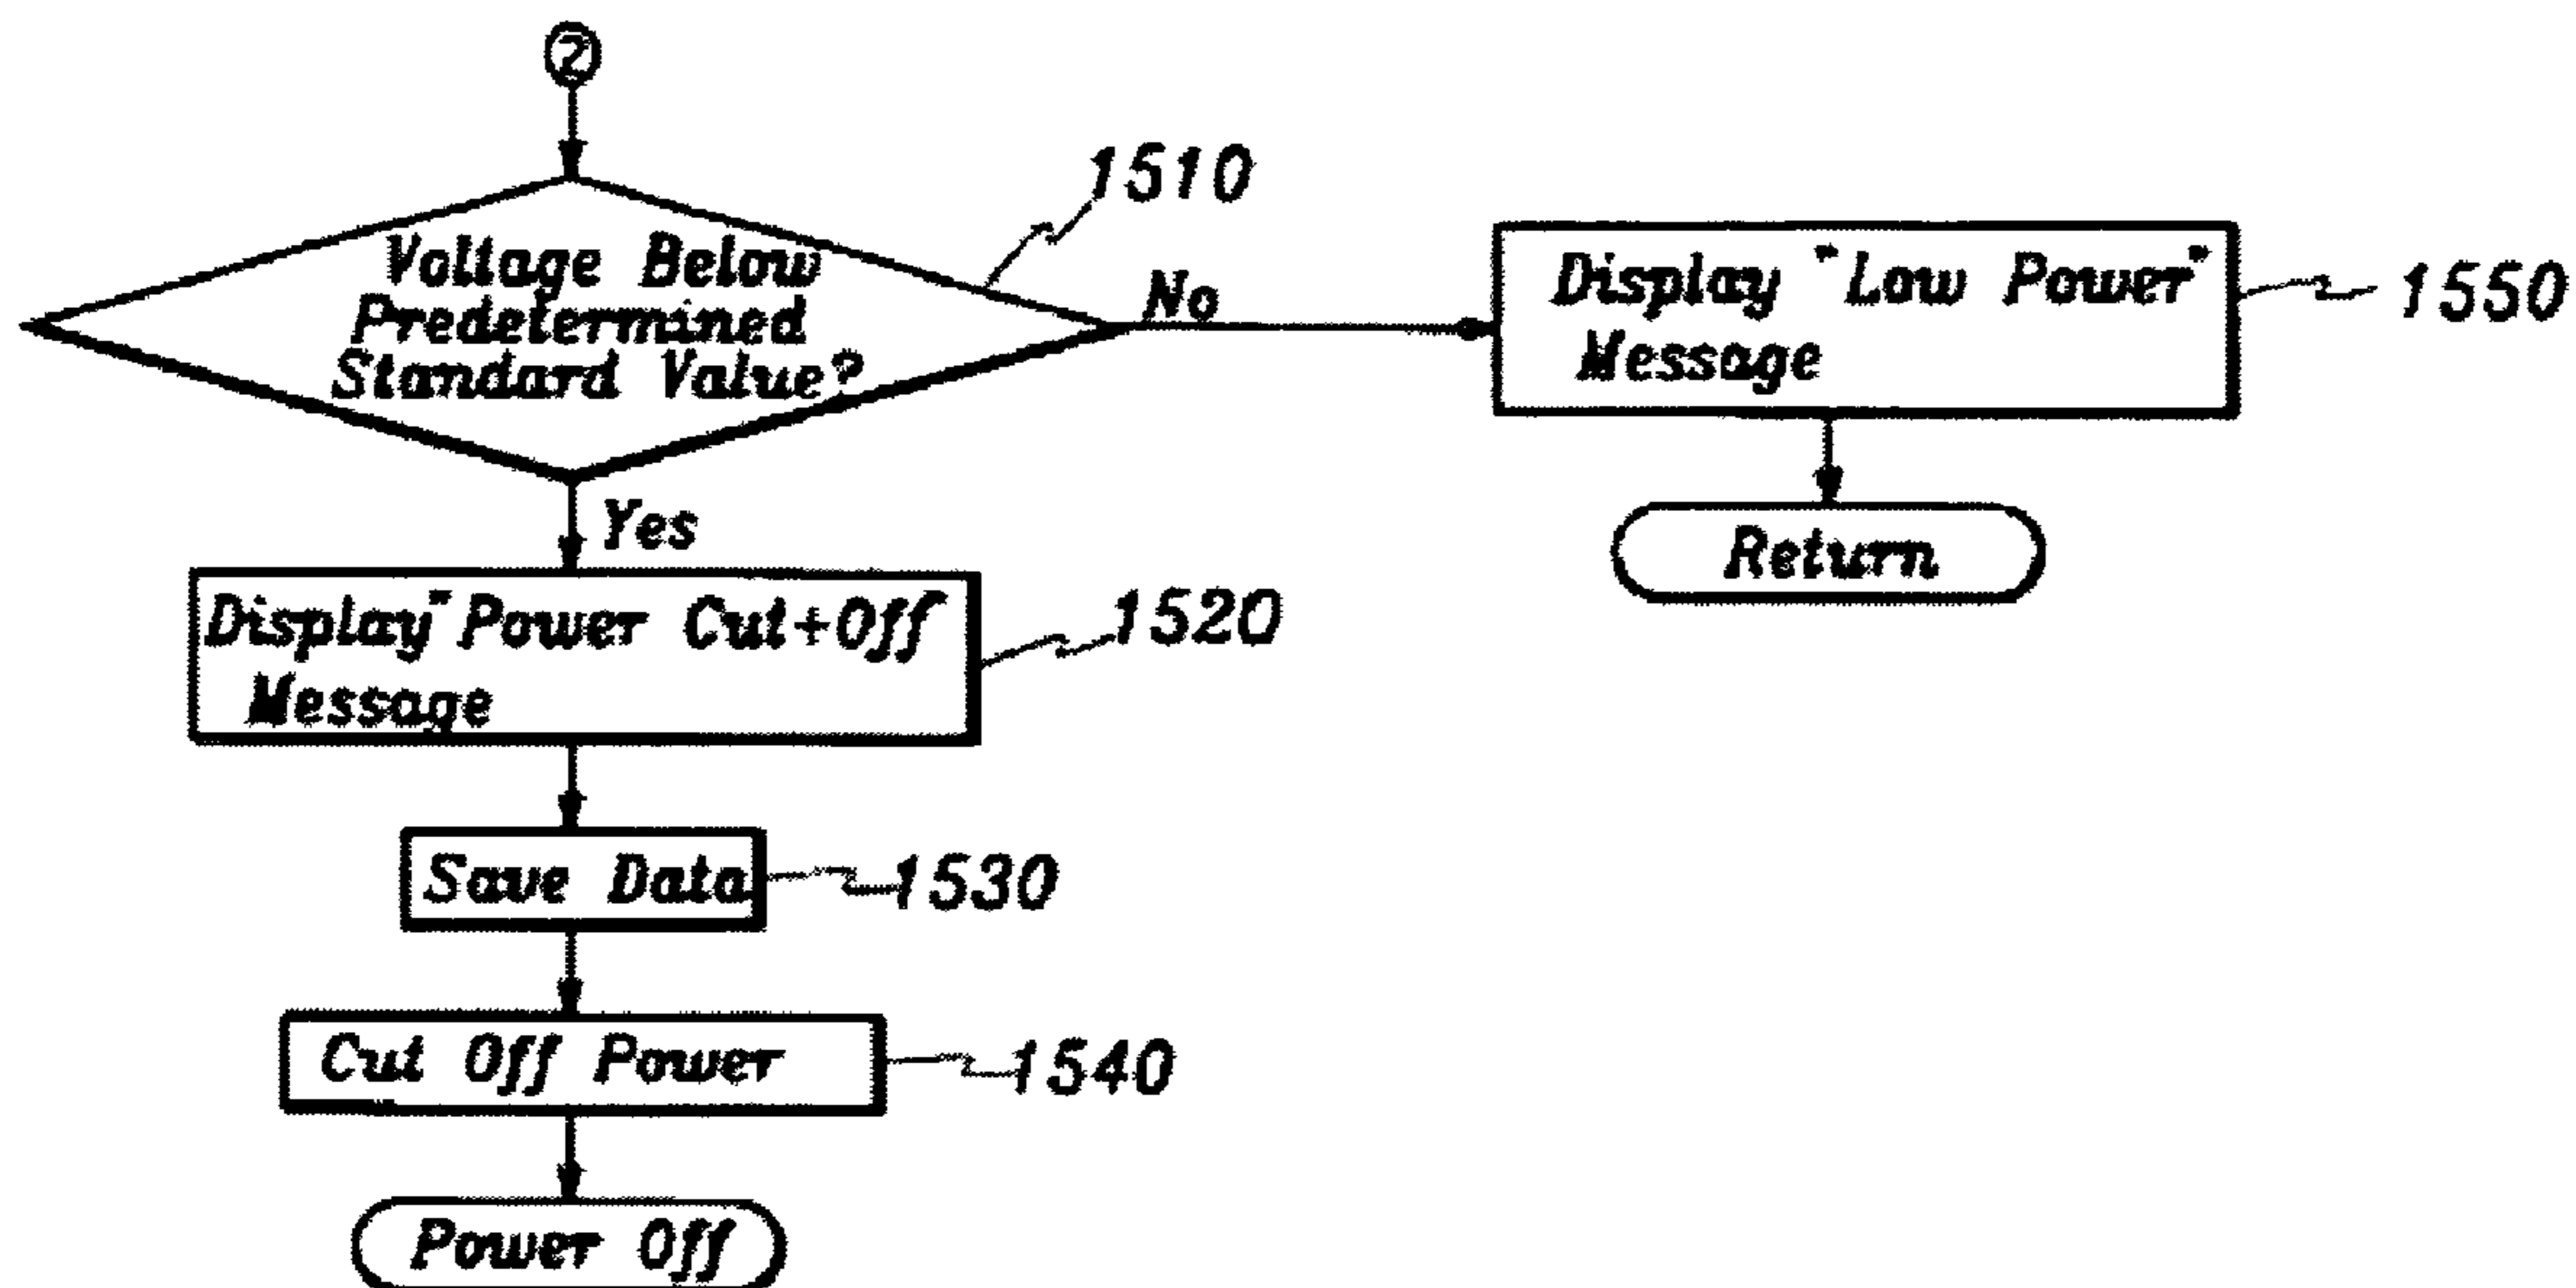 2
1510
Voltage Below
Predetermined
Standard Value?
No
Display "Low Power"
Message
1550
Return
Yes
Display "Power Cut+Off
Message
1520
Save Data
1530
Cut Off Power
1540
Power Off